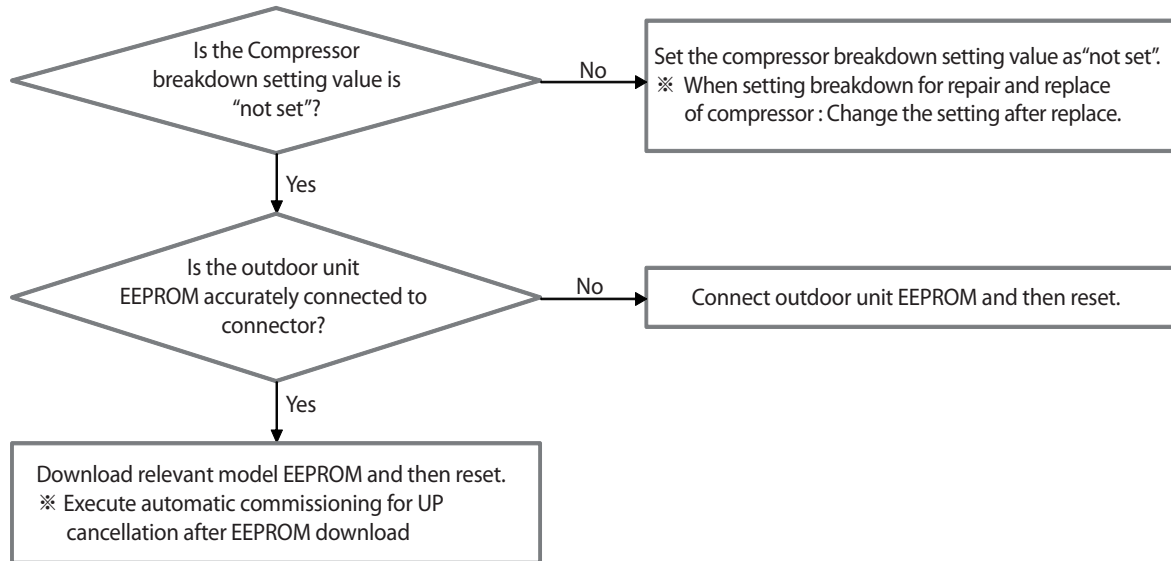 Is the Compressor
breakdown setting value is
“not set”?
No
Set the compressor breakdown setting value as“not set”.
※ When setting breakdown for repair and replace
of compressor : Change the setting after replace.
Yes
Is the outdoor unit
EEPROM accurately connected to
connector?
No
Connect outdoor unit EEPROM and then reset.
Yes
Download relevant model EEPROM and then reset.
※ Execute automatic commissioning for UP
cancellation after EEPROM download